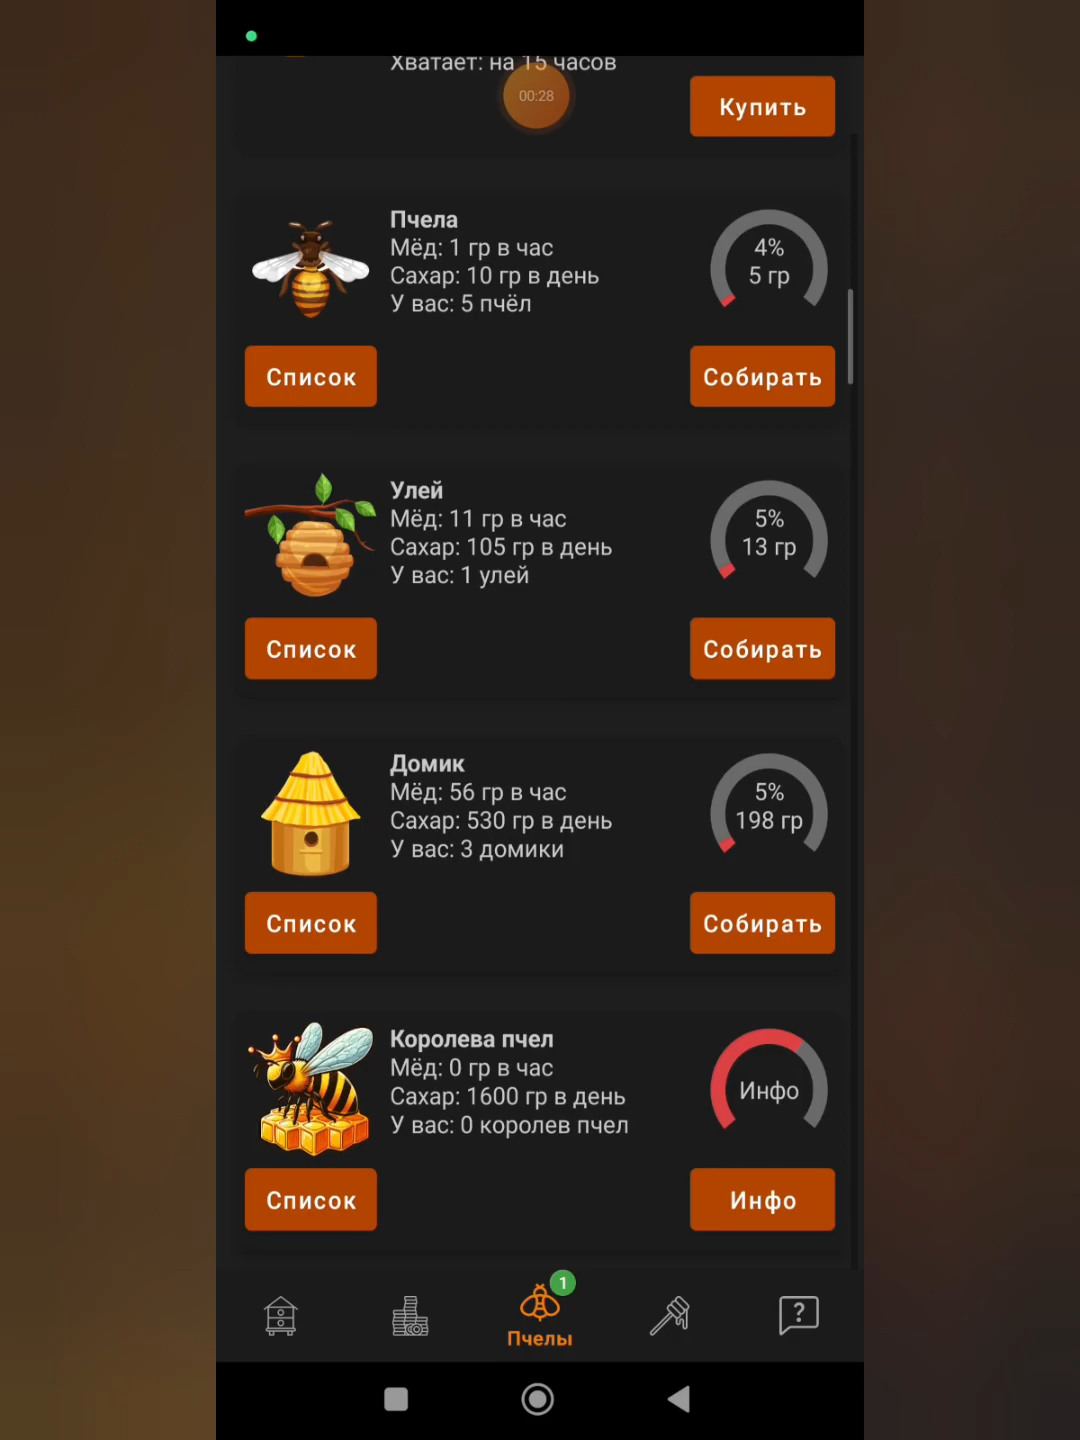 Хватает: на 15 часов
00:28
Купить
Пчела
Мёд: 1 гр в час
Сахар: 10 гр в день
У вас: 5 пчёл
4%
5 гр
Список
Собирать
Улей
Мёд: 11 гр в час
Сахар: 105 гр в день
У вас: 1 улей
5%
13 гр
Список
Собирать
Домик
Мёд: 56 гр в час
Сахар: 530 гр в день
У вас: 3 домики
5%
198 гр
Список
Собирать
Королева пчел
Мёд: 0 гр в час
Сахар: 1600 гр в день
У вас: 0 королев пчел
Инфо
Список
Инфо
1
?
Пчелы